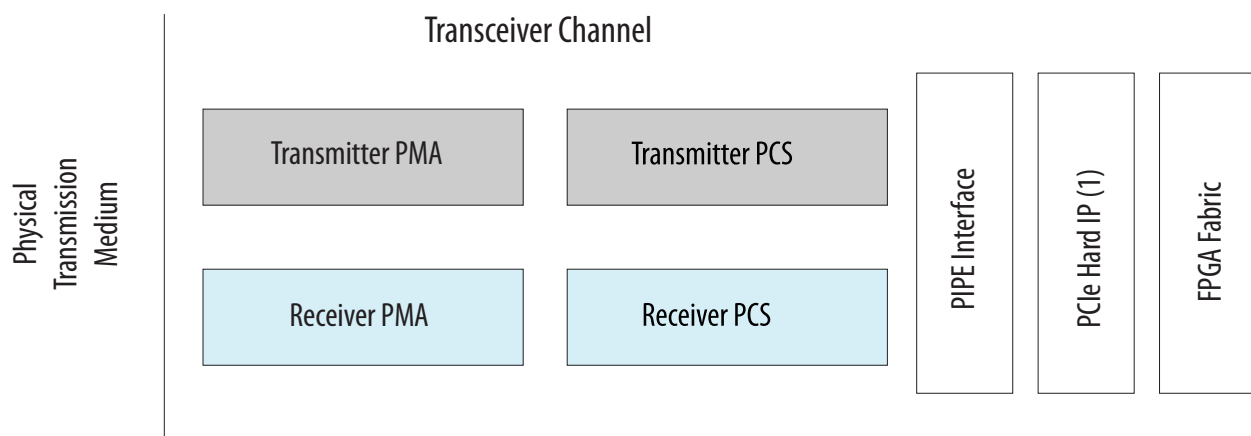 Transceiver Channel
Physical
Transmission
Medium
Transmitter PMA
Transmitter PCS
Receiver PMA
Receiver PCS
PIPE Interface
PCIe Hard IP (1)
FPGA Fabric